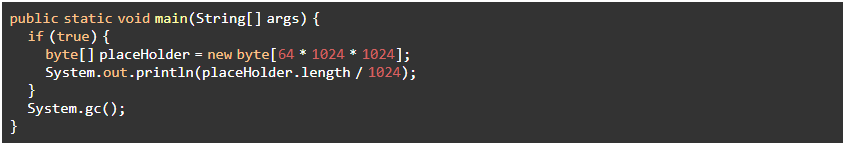 public static void main(String[] args) {
  if (true) {
    byte[] placeHolder = new byte[64 * 1024 * 1024];
    System.out.println(placeHolder.length / 1024);
  }
  System.gc();
}